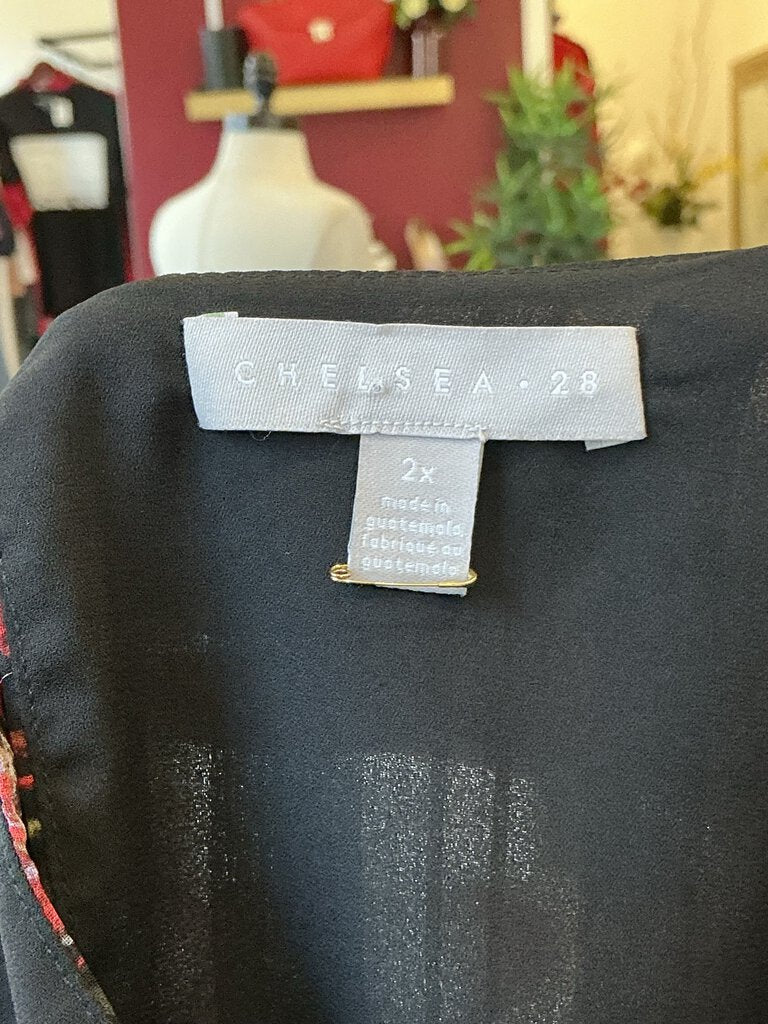 CHELSEA • 28
2x
made in
guatemala
fabriqué au
guatemala